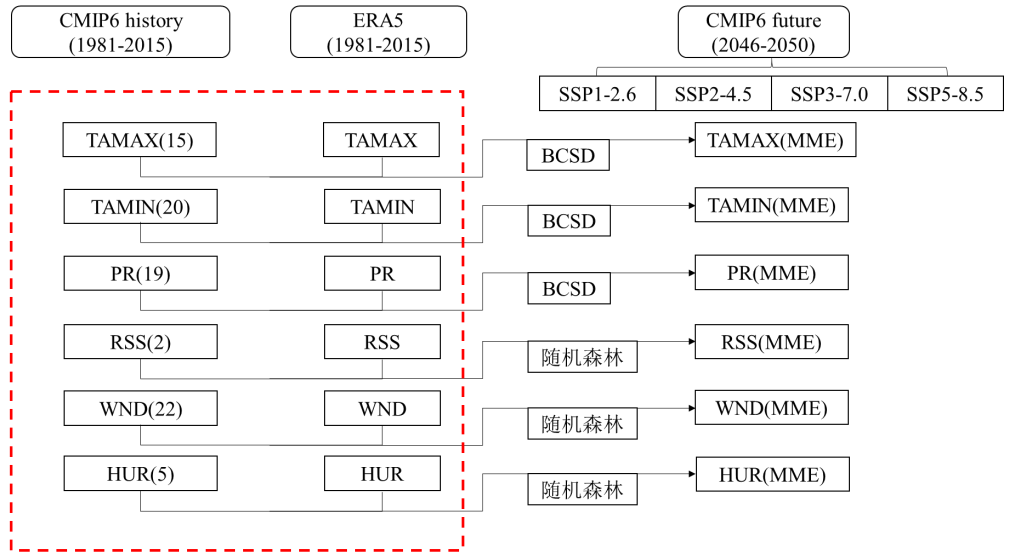 CMIP6 history
(1981-2015)
ERA5
(1981-2015)
CMIP6 future
(2046-2050)
SSP1-2.6
SSP2-4.5
SSP3-7.0
SSP5-8.5
TAMAX(15)
TAMAX
BCSD
TAMAX(MME)
TAMIN(20)
TAMIN
BCSD
TAMIN(MME)
PR(19)
PR
BCSD
PR(MME)
RSS(2)
RSS
随机森林
RSS(MME)
WND(22)
WND
随机森林
WND(MME)
HUR(5)
HUR
随机森林
HUR(MME)